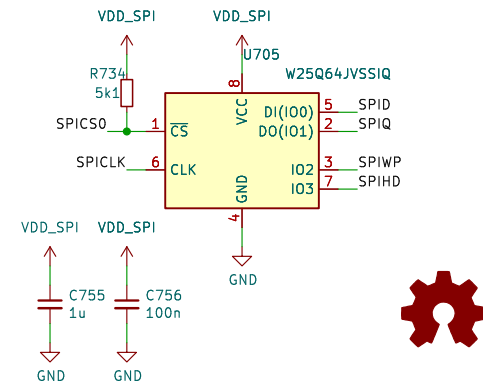 VDD_SPI
VDD_SPI
U705
R734
5k1
W25Q64JVSSIQ
8
VCC
SPICS0
1
CS
DI(IO0)
5
SPID
DO(IO1)
2
SPIQ
SPICLK
6
CLK
IO2
3
SPIWP
IO3
7
SPIHD
GND
4
GND
VDD_SPI
VDD_SPI
C755
1u
C756
100n
GND
GND